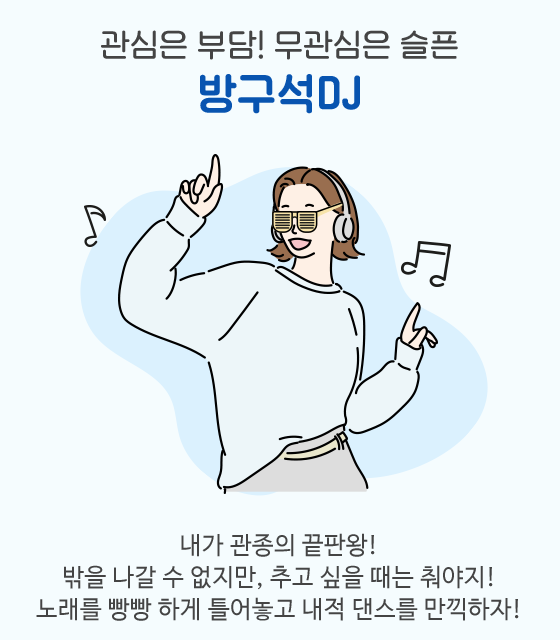 관심은 부담! 무관심은 슬픈
방구석DJ
내가 관종의 끝판왕!
밖을 나갈 수 없지만, 추고 싶을 때는 춰야지!
노래를 빵빵 하게 틀어놓고 내적 댄스를 만끽하자!